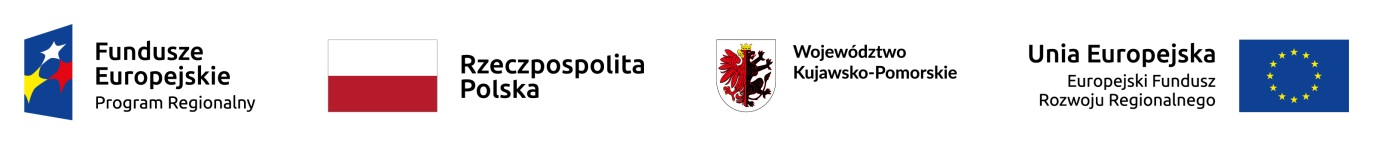 Fundusze
Europejskie
Program Regionalny
Rzeczpospolita
Polska
Województwo
Kujawsko-Pomorskie
Unia Europejska
Europejski Fundusz
Rozwoju Regionalnego